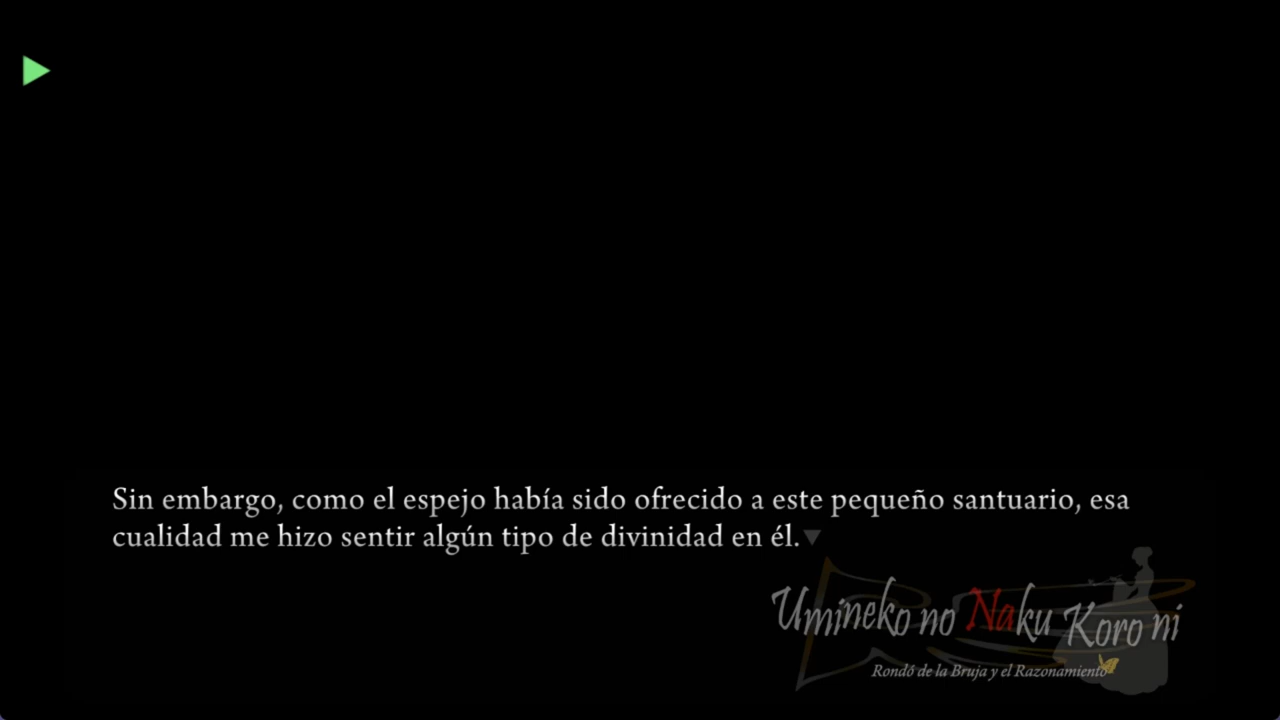 Sin embargo, como el espejo había sido ofrecido a este pequeño santuario, esa
cualidad me hizo sentir algún tipo de divinidad en él.
Umineko no Naku Koro ni
Rondó de la Bruja y el Razonamiento